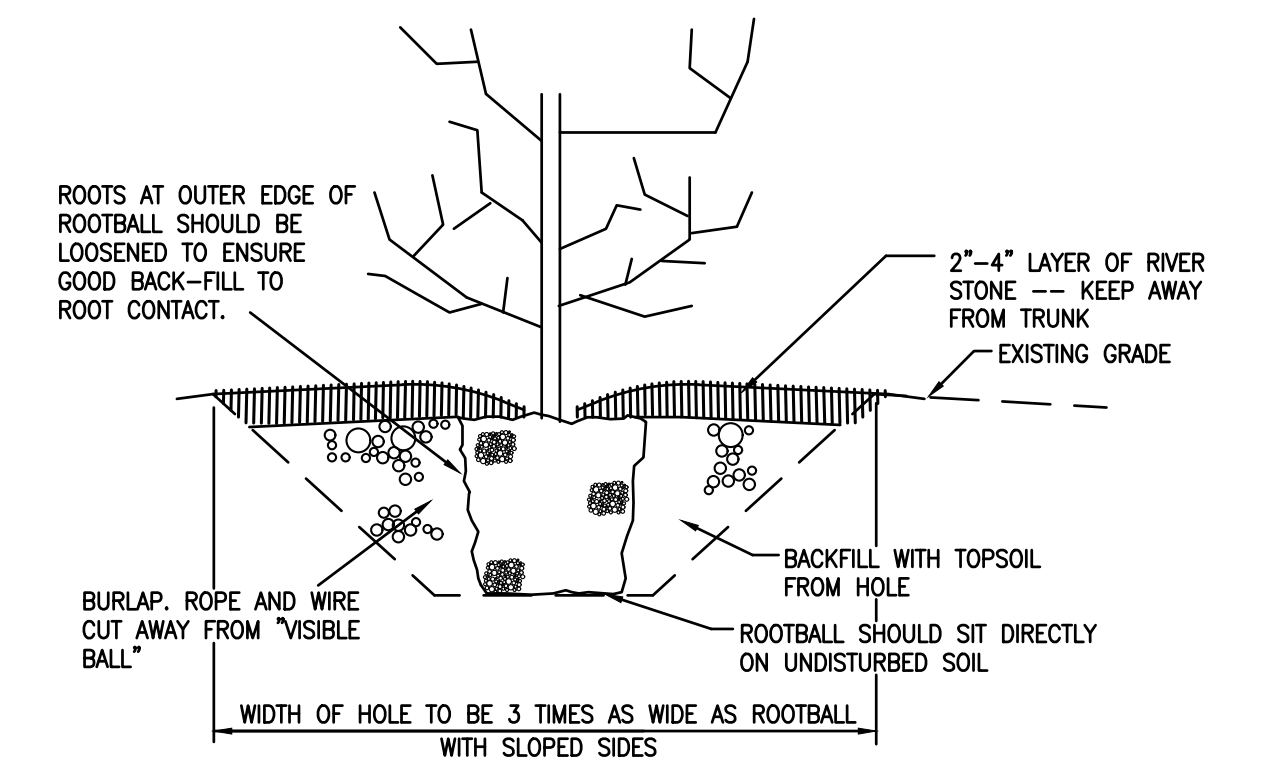 ROOTS AT OUTER EDGE OF
ROOTBALL SHOULD BE
LOOSENED TO ENSURE
GOOD BACK-FILL TO
ROOT CONTACT.
2"-4" LAYER OF RIVER
STONE -- KEEP AWAY
FROM TRUNK
EXISTING GRADE
BACKFILL WITH TOPSOIL
FROM HOLE
BURLAP. ROPE AND WIRE
CUT AWAY FROM "VISIBLE
BALL"
ROOTBALL SHOULD SIT DIRECTLY
ON UNDISTURBED SOIL
WIDTH OF HOLE TO BE 3 TIMES AS WIDE AS ROOTBALL
WITH SLOPED SIDES